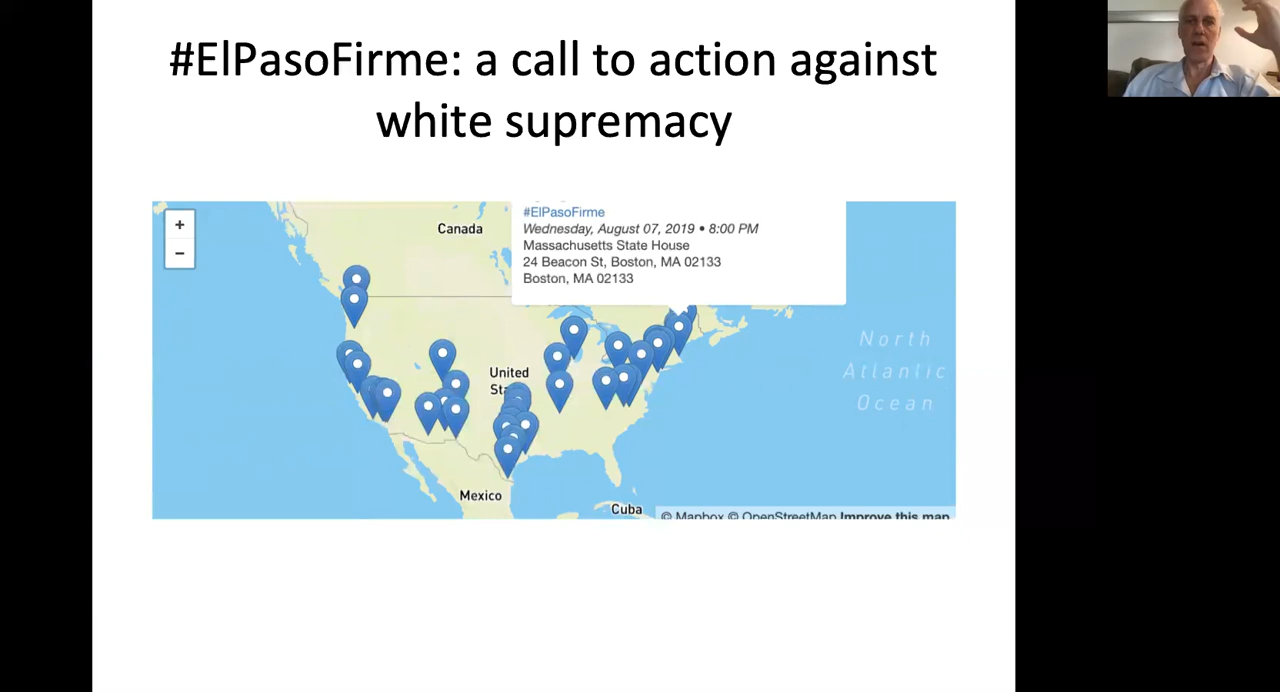 #ElPasoFirme: a call to action against
white supremacy
+
−
Canada
#ElPasoFirme
Wednesday, August 07, 2019 • 8:00 PM
Massachusetts State House
24 Beacon St, Boston, MA 02133
Boston, MA 02133
North
Atlantic
Ocean
United
Mexico
Cuba
© Mapbox © OpenStreetMap Improve this map